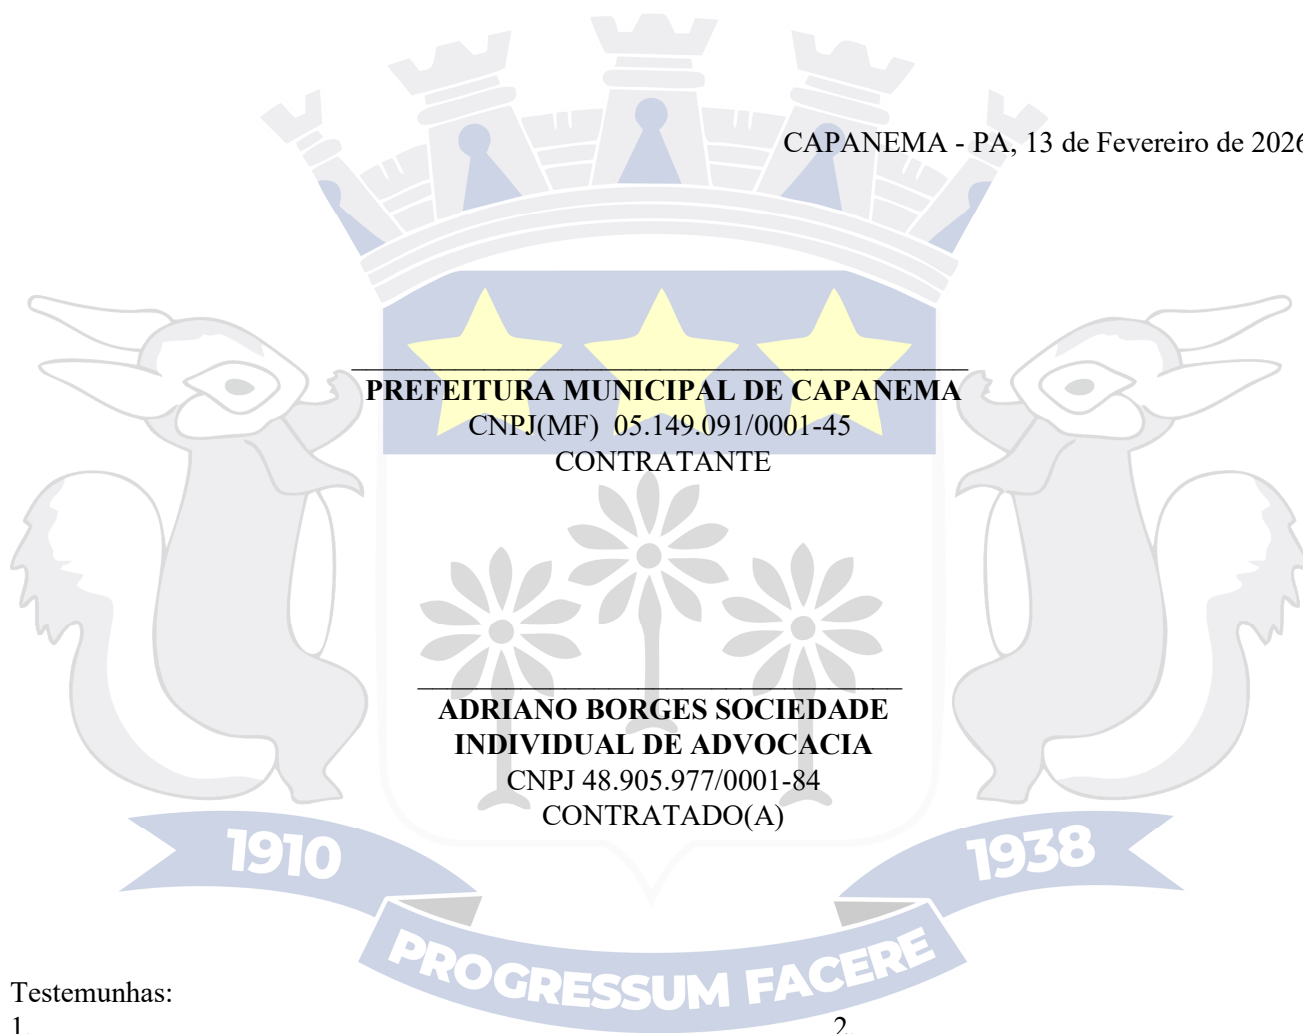 CAPANEMA - PA, 13 de Fevereiro de 2026
PREFEITURA MUNICIPAL DE CAPANEMA
CNPJ(MF) 05.149.091/0001-45
CONTRATANTE
ADRIANO BORGES SOCIEDADE
INDIVIDUAL DE ADVOCACIA
CNPJ 48.905.977/0001-84
CONTRATADO(A)
1910
1938
PROGRESSUM FACERE
Testemunhas:
1.
2.